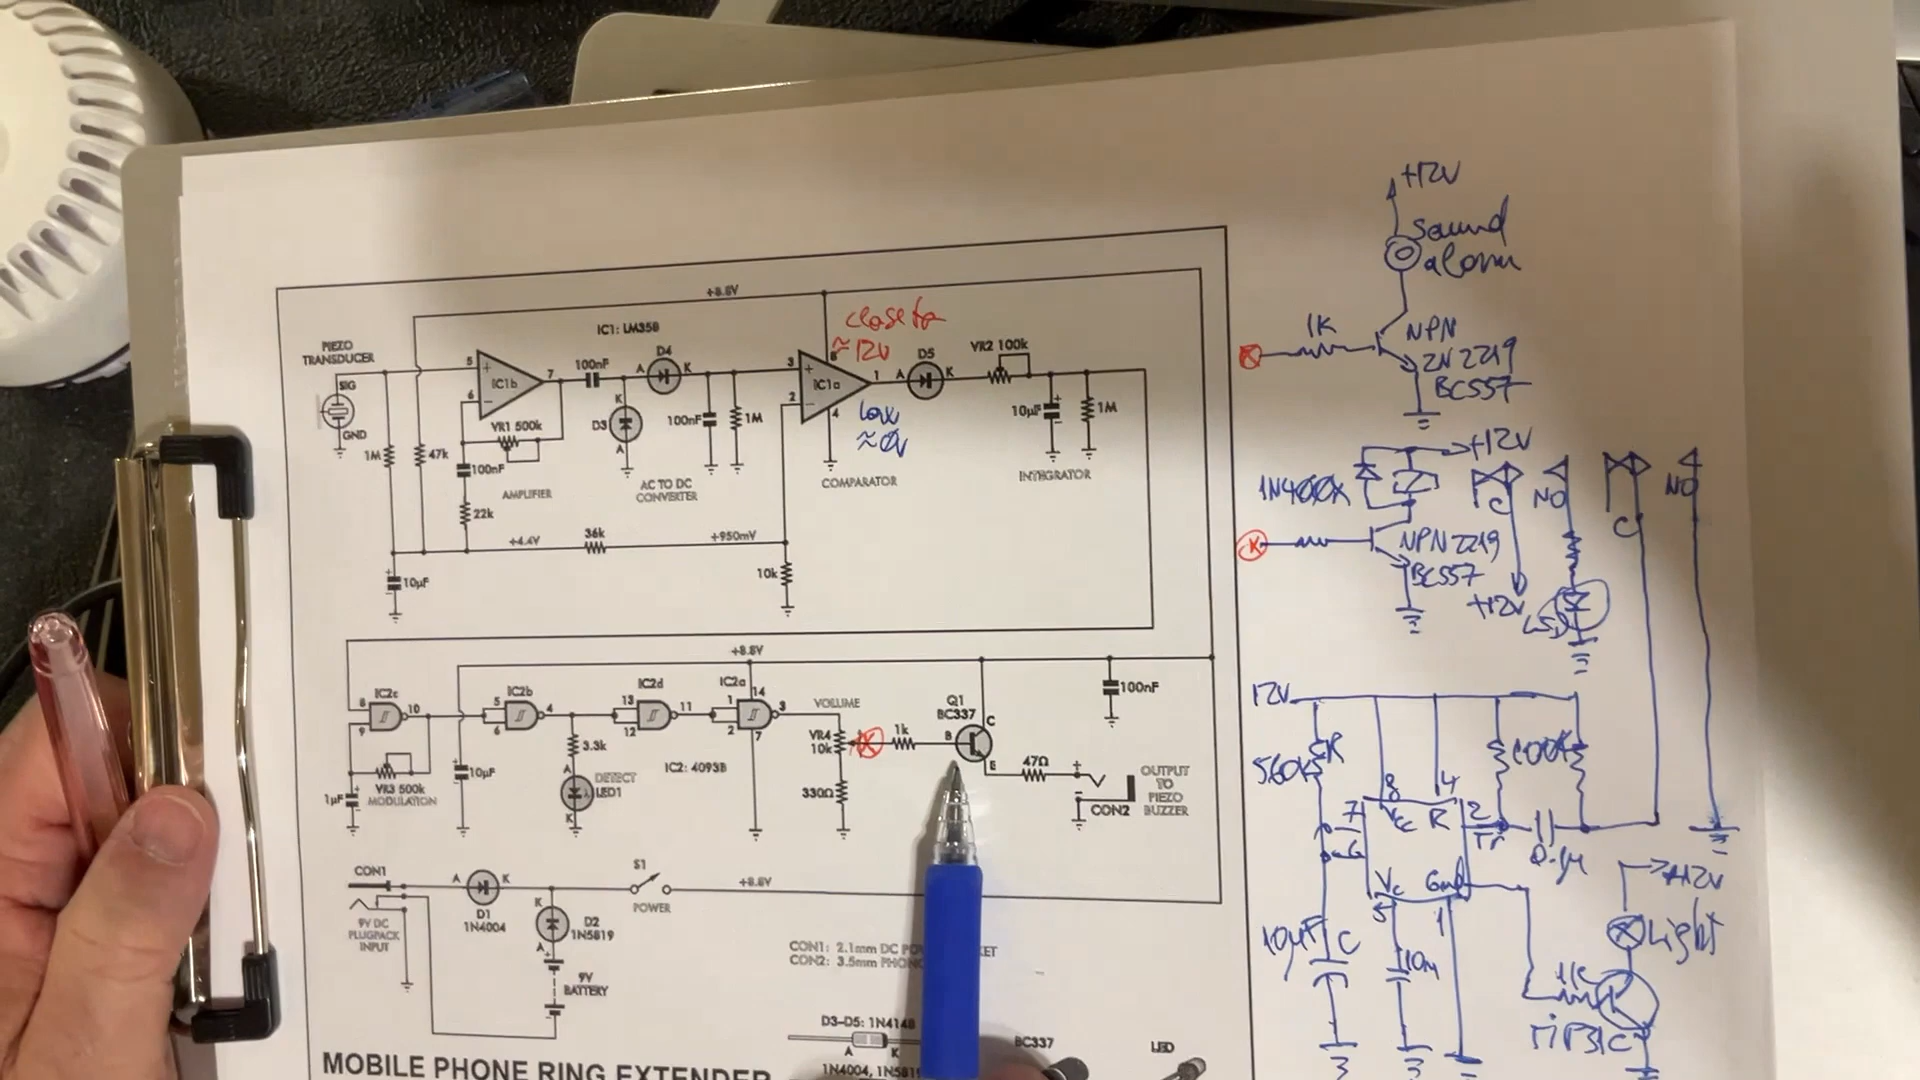 +8.8V
IC1: LM358
PIEZO
TRANSDUCER
SIG
GND
1M
47k
5
6
7
+
−
IC1b
VR1 500k
100nF
22k
AMPLIFIER
100nF
A
D4
K
K
D3
A
100nF
1M
AC TO DC
CONVERTER
close to
≈ 12V
3
2
8
4
1
+
−
IC1a
low
≈ 0V
COMPARATOR
A
D5
K
VR2 100k
10µF
+
1M
INTEGRATOR
+4.4V
36k
+950mV
10k
+
10µF
+8.8V
IC2c
8
9
10
VR3 500k
MODULATION
1µF
10µF
IC2b
5
6
4
3.3k
A
DETECT
LED1
K
IC2d
13
12
11
IC2a
14
1
2
3
7
IC2: 4093B
VOLUME
VR4
10k
330Ω
1k
Q1
BC337
B
C
E
47Ω
+
−
CON2
OUTPUT
TO
PIEZO
BUZZER
100nF
CON1
9V DC
PLUGPACK
INPUT
A
K
D1
1N4004
K
D2
1N5819
A
9V
BATTERY
S1
POWER
+8.8V
CON1: 2.1mm DC PO
KET
CON2: 3.5mm PHON
D3–D5: 1N4148
A
K
1N4004, 1N5819
BC337
LED
MOBILE PHONE RING EXTENDER
+12V
sound
alarm
1K
NPN
2N2219
BC557
+12V
1N400X
NPN 2219
BC557
C
NO
+12V
LED
C
NO
12V
560K
R
100K
8
4
7
Vcc
R
2
Tr
6
0.1µ
Vc
Gnd
5
1
10µF
C
10n
+12V
Light
1K
TiP31C